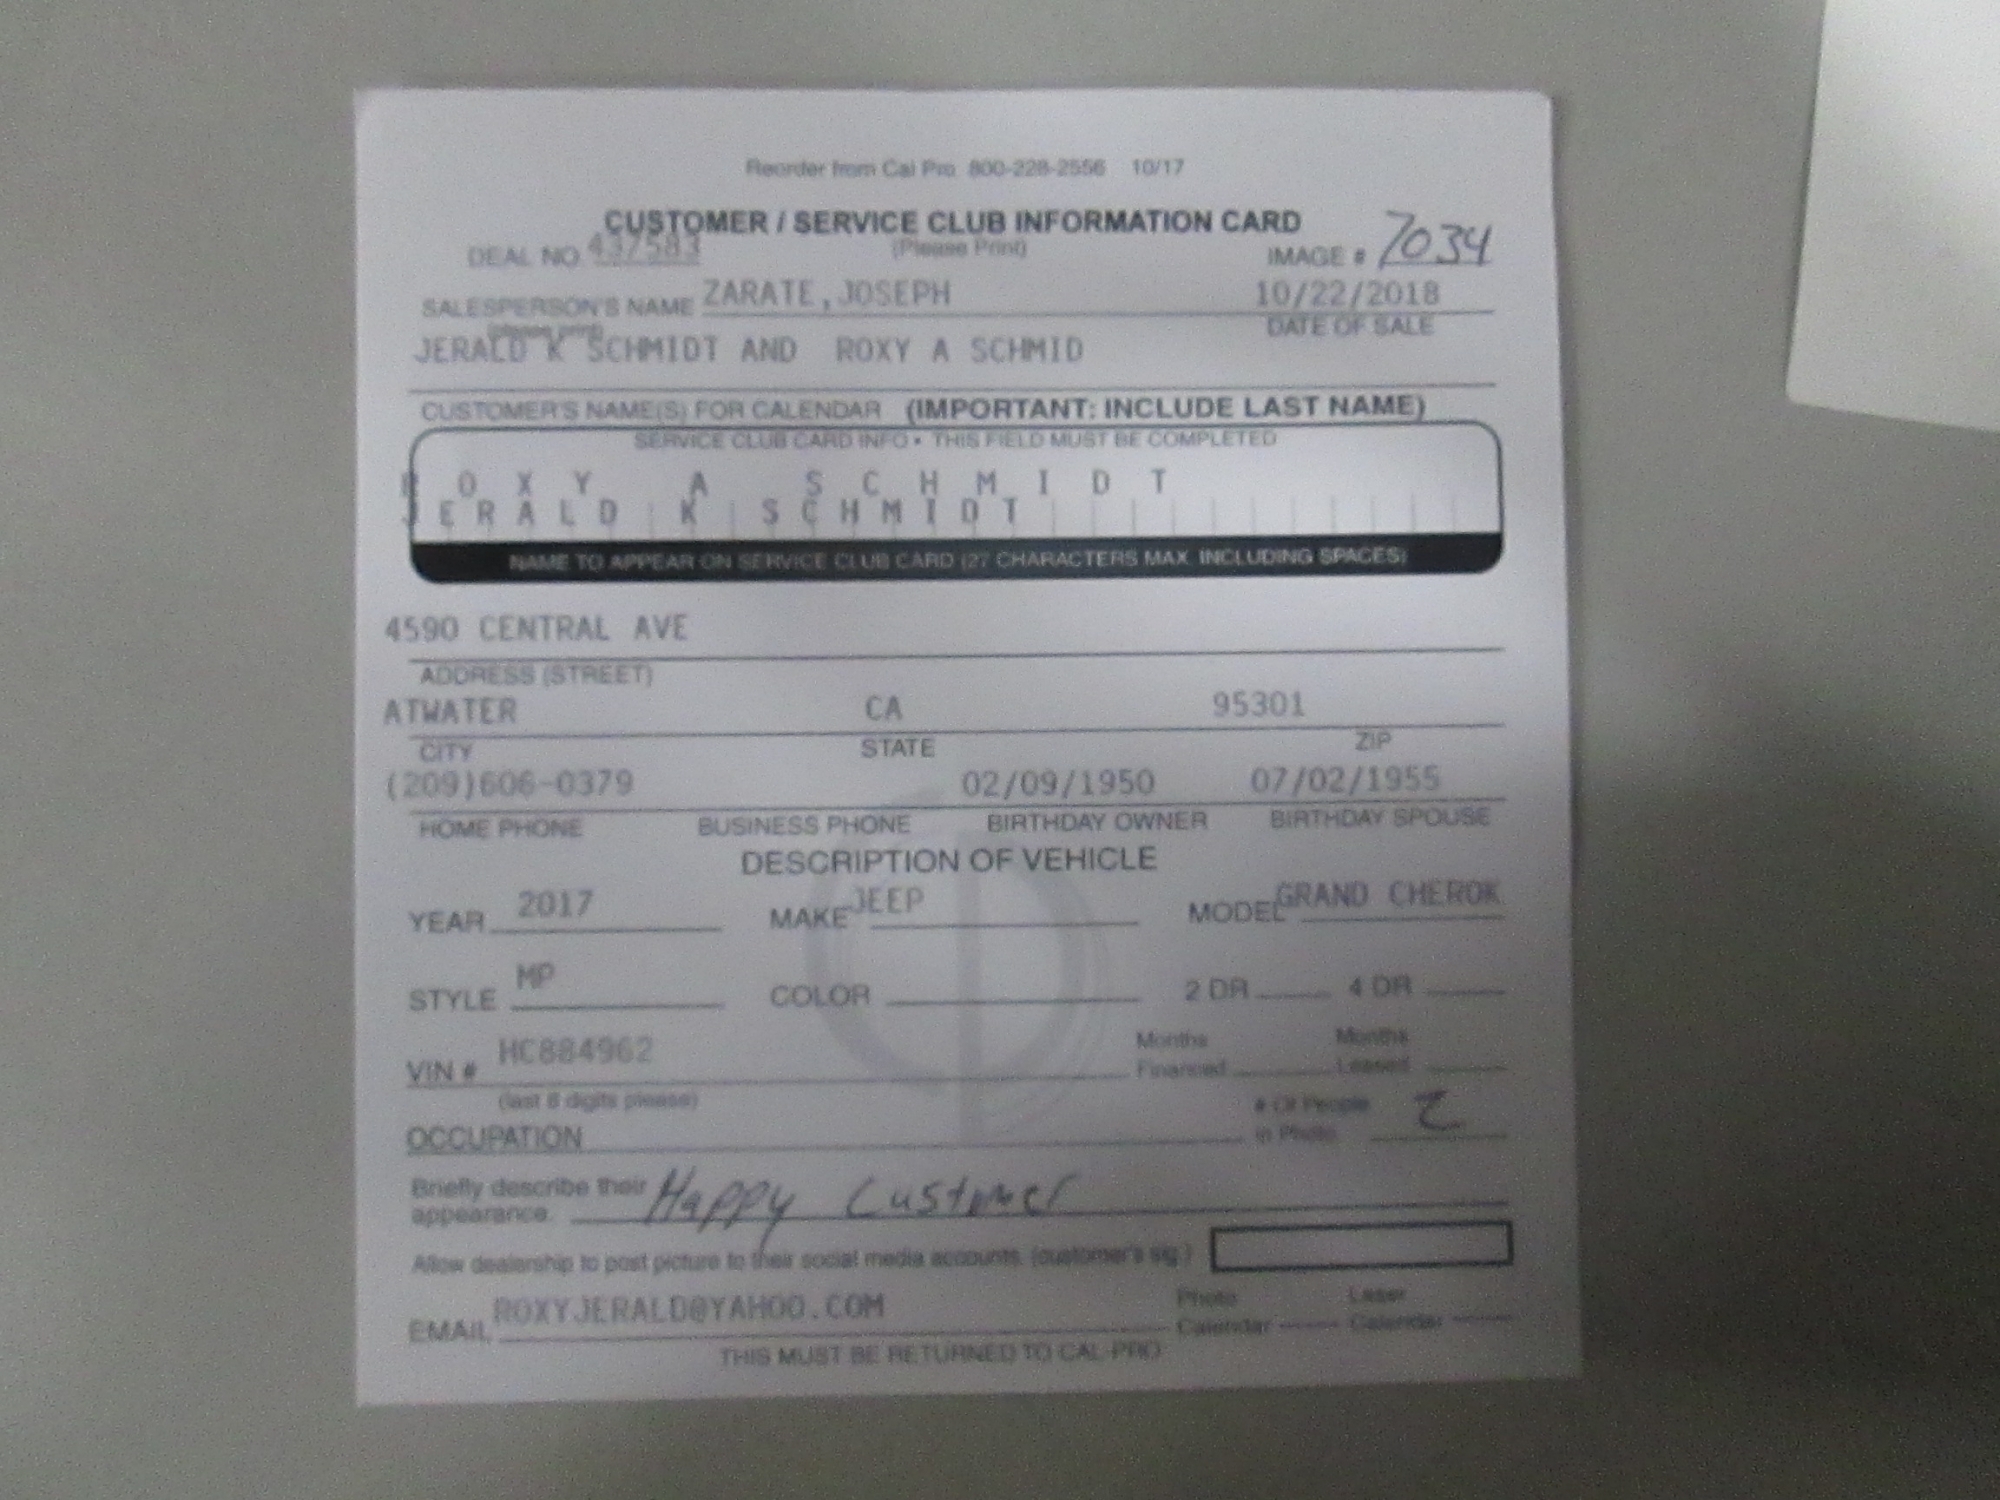 Reorder from Cal Pro 800-228-2556 10/17
CUSTOMER / SERVICE CLUB INFORMATION CARD
(Please Print)
DEAL NO. 437583 IMAGE # 7034
SALESPERSON'S NAME ZARATE,JOSEPH 10/22/2018
(please print) DATE OF SALE
JERALD K SCHMIDT AND ROXY A SCHMID
CUSTOMER'S NAME(S) FOR CALENDAR (IMPORTANT: INCLUDE LAST NAME)
SERVICE CLUB CARD INFO • THIS FIELD MUST BE COMPLETED
ROXY A SCHMIDT
JERALD K SCHMIDT
NAME TO APPEAR ON SERVICE CLUB CARD (27 CHARACTERS MAX. INCLUDING SPACES)
4590 CENTRAL AVE
ADDRESS (STREET)
ATWATER CA 95301
CITY STATE ZIP
(209)606-0379 02/09/1950 07/02/1955
HOME PHONE BUSINESS PHONE BIRTHDAY OWNER BIRTHDAY SPOUSE
DESCRIPTION OF VEHICLE
YEAR 2017 MAKE JEEP MODEL GRAND CHEROK
STYLE MP COLOR 2 DR 4 DR
VIN # HC884962 Months Financed Months Leased
(last 8 digits please)
OCCUPATION # Of People in Photo 2
Briefly describe their appearance. Happy Customer
Allow dealership to post picture to their social media accounts. (customer's sig.)
EMAIL ROXYJERALD@YAHOO.COM Photo Calendar Laser Calendar
THIS MUST BE RETURNED TO CAL-PRO